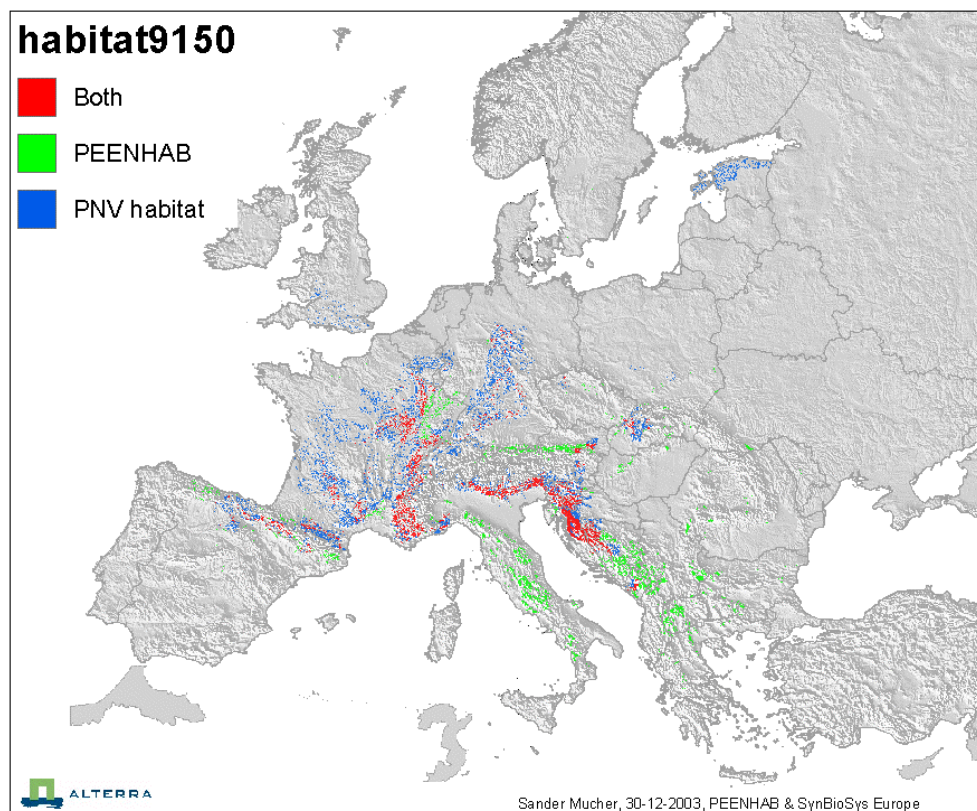 habitat9150
Both
PEENHAB
PNV habitat
ALTERRA
Sander Mucher, 30-12-2003, PEENHAB & SynBioSys Europe